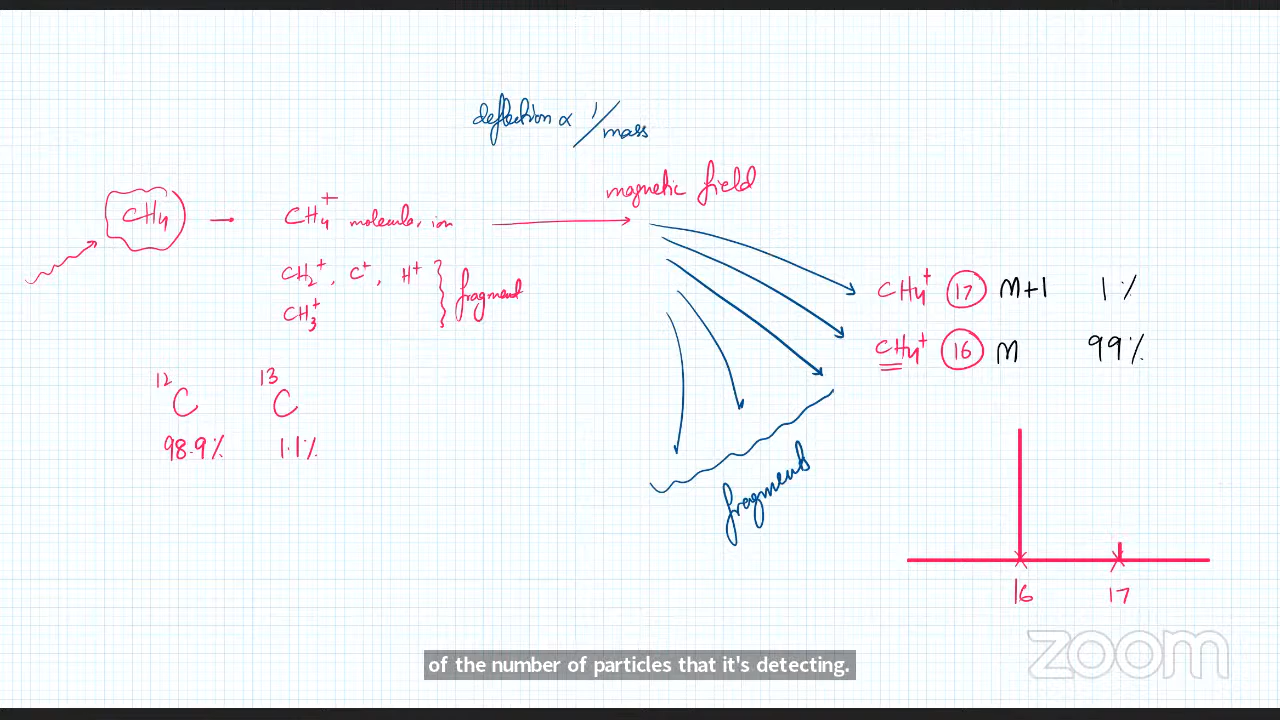 deflection ∝ 1/mass
magnetic field
CH4 — CH4+ molecular ion
CH2+, C+, H+
CH3+
fragment
CH4+ 17 M+1 1%
CH4+ 16 M 99%
12C 13C
98.9% 1.1%
fragment
16 17
zoom
of the number of particles that it's detecting.